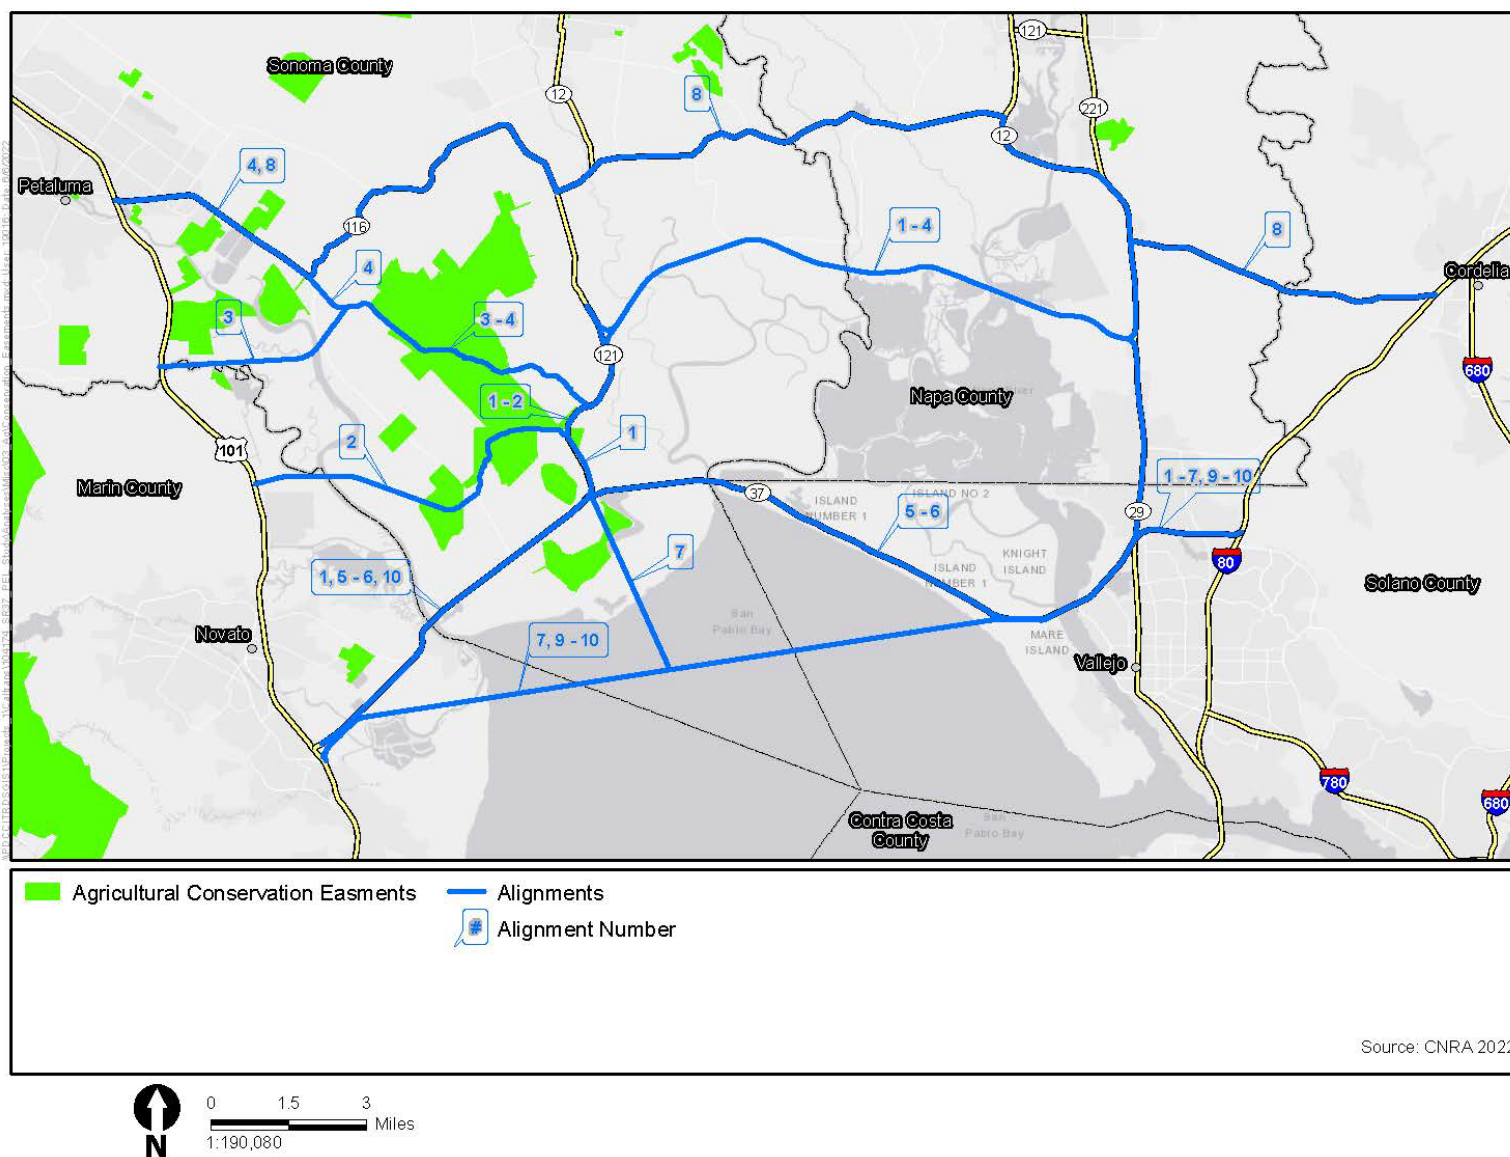 121
Sonoma County
12
8
221
12
4, 8
Petaluma
116
1 - 4
8
4
Cordelia
3
3 - 4
121
680
Napa County
1 - 2
1
2
101
Marin County
37
ISLAND
NUMBER 1
ISLAND NO 2
1 - 7, 9 - 10
5 - 6
29
7
KNIGHT
ISLAND
ISLAND
NUMBER 1
80
1, 5 - 6, 10
Solano County
San
Pablo Bay
Novato
7, 9 - 10
MARE
ISLAND
Vallejo
780
680
Contra Costa
County
San
Pablo Bay
Agricultural Conservation Easments
Alignments
# Alignment Number
Source: CNRA 2022
N
0 1.5 3
Miles
1:190,080